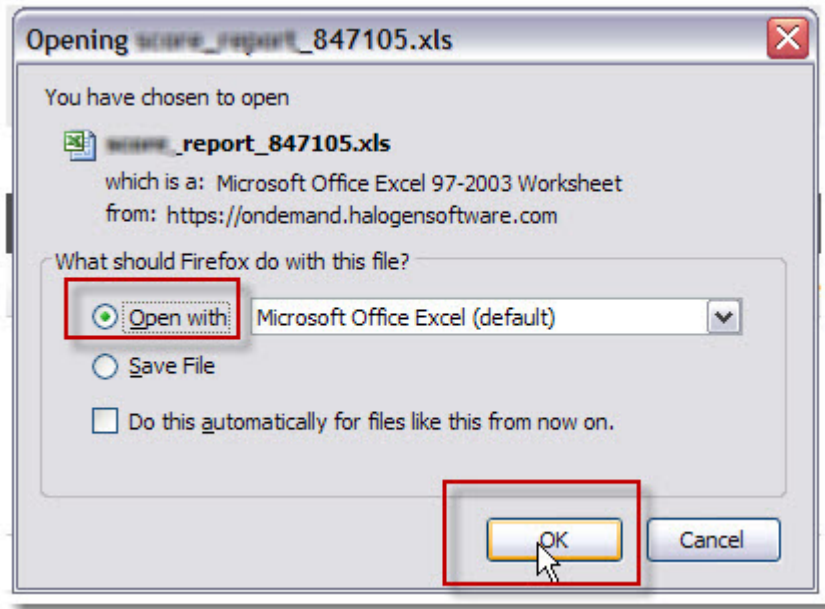 Opening _847105.xls
You have chosen to open
_report_847105.xls
which is a: Microsoft Office Excel 97-2003 Worksheet
from: https://ondemand.halogensoftware.com
What should Firefox do with this file?
Open with Microsoft Office Excel (default)
Save File
Do this automatically for files like this from now on.
OK Cancel